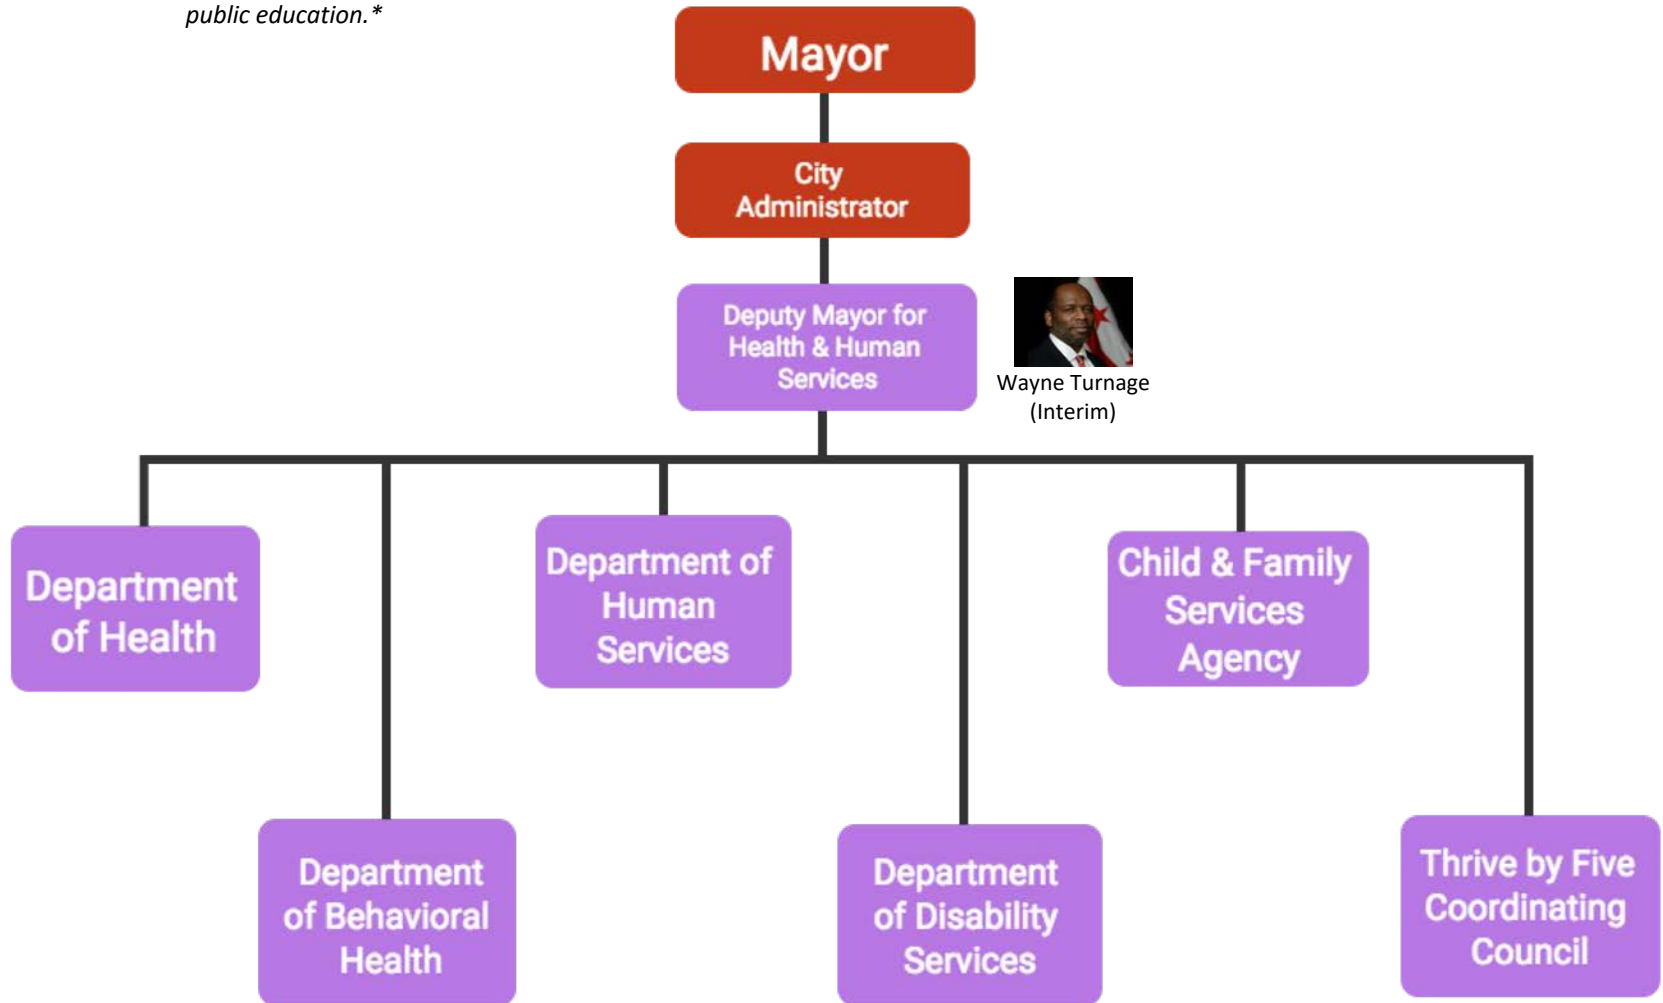 public education.*
Mayor
City
Administrator
Deputy Mayor for
Health & Human
Services
Wayne Turnage
(Interim)
Department
of Health
Department of
Human
Services
Child & Family
Services
Agency
Department
of Behavioral
Health
Department
of Disability
Services
Thrive by Five
Coordinating
Council